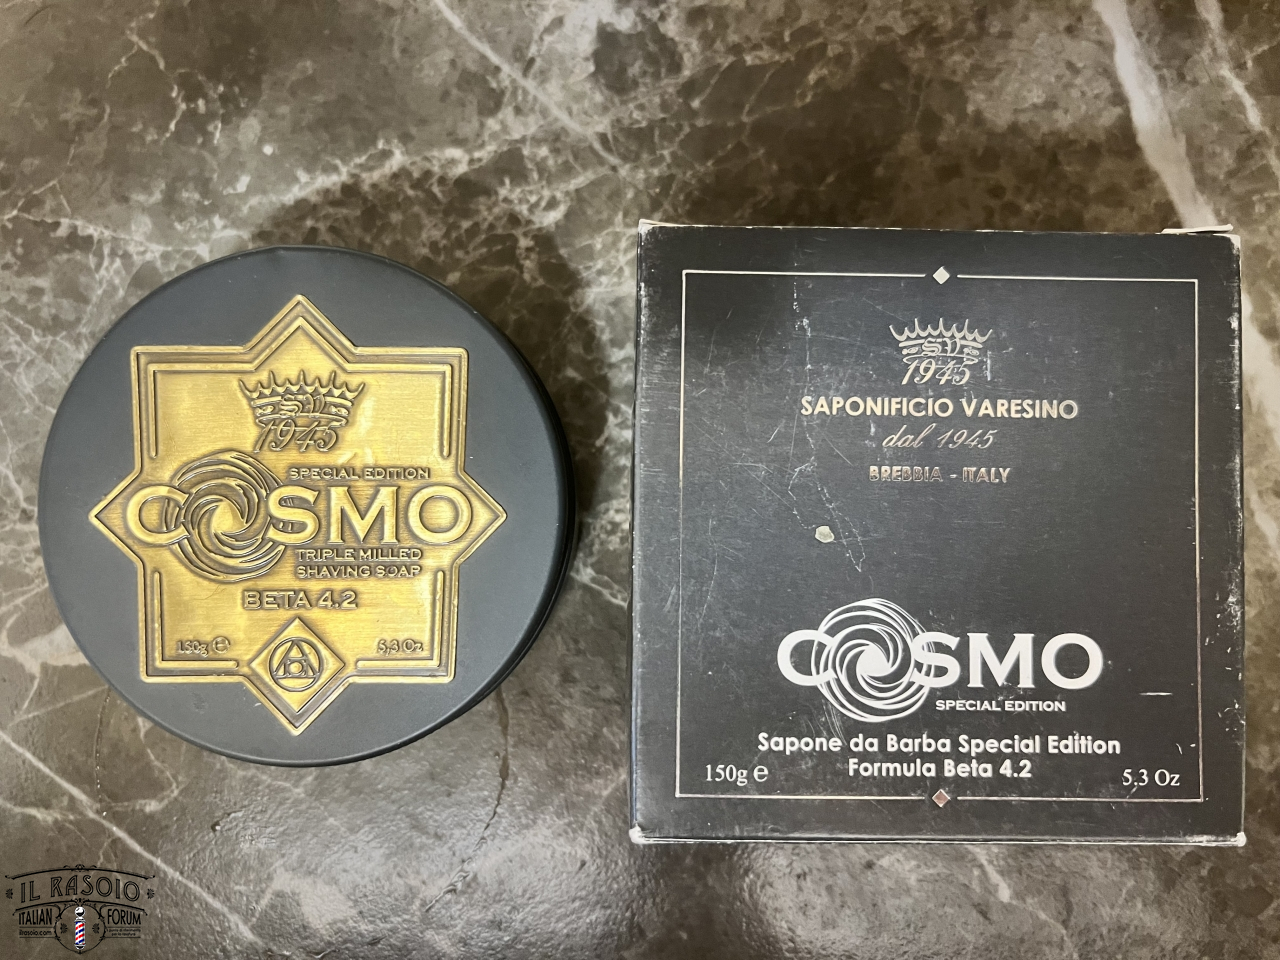 1945
SPECIAL EDITION
COSMO
TRIPLE MILLED
SHAVING SOAP
BETA 4.2
150g e
5,3 Oz
SV
1945
SAPONIFICIO VARESINO
dal 1945
BREBBIA - ITALY
COSMO
SPECIAL EDITION
Sapone da Barba Special Edition
Formula Beta 4.2
150g e
5.3 Oz
IL RASOIO
ITALIAN FORUM
ilrasoio.com